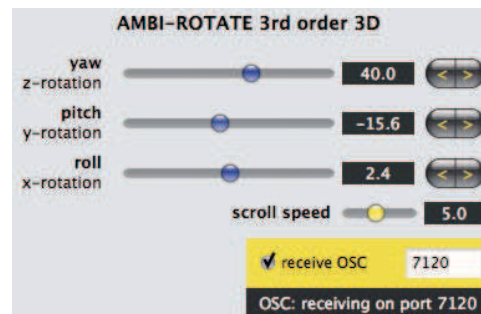 AMBI-ROTATE 3rd order 3D
yaw
z-rotation
40.0
< >
pitch
y-rotation
-15.6
< >
roll
x-rotation
2.4
< >
scroll speed
5.0
receive OSC
7120
OSC: receiving on port 7120